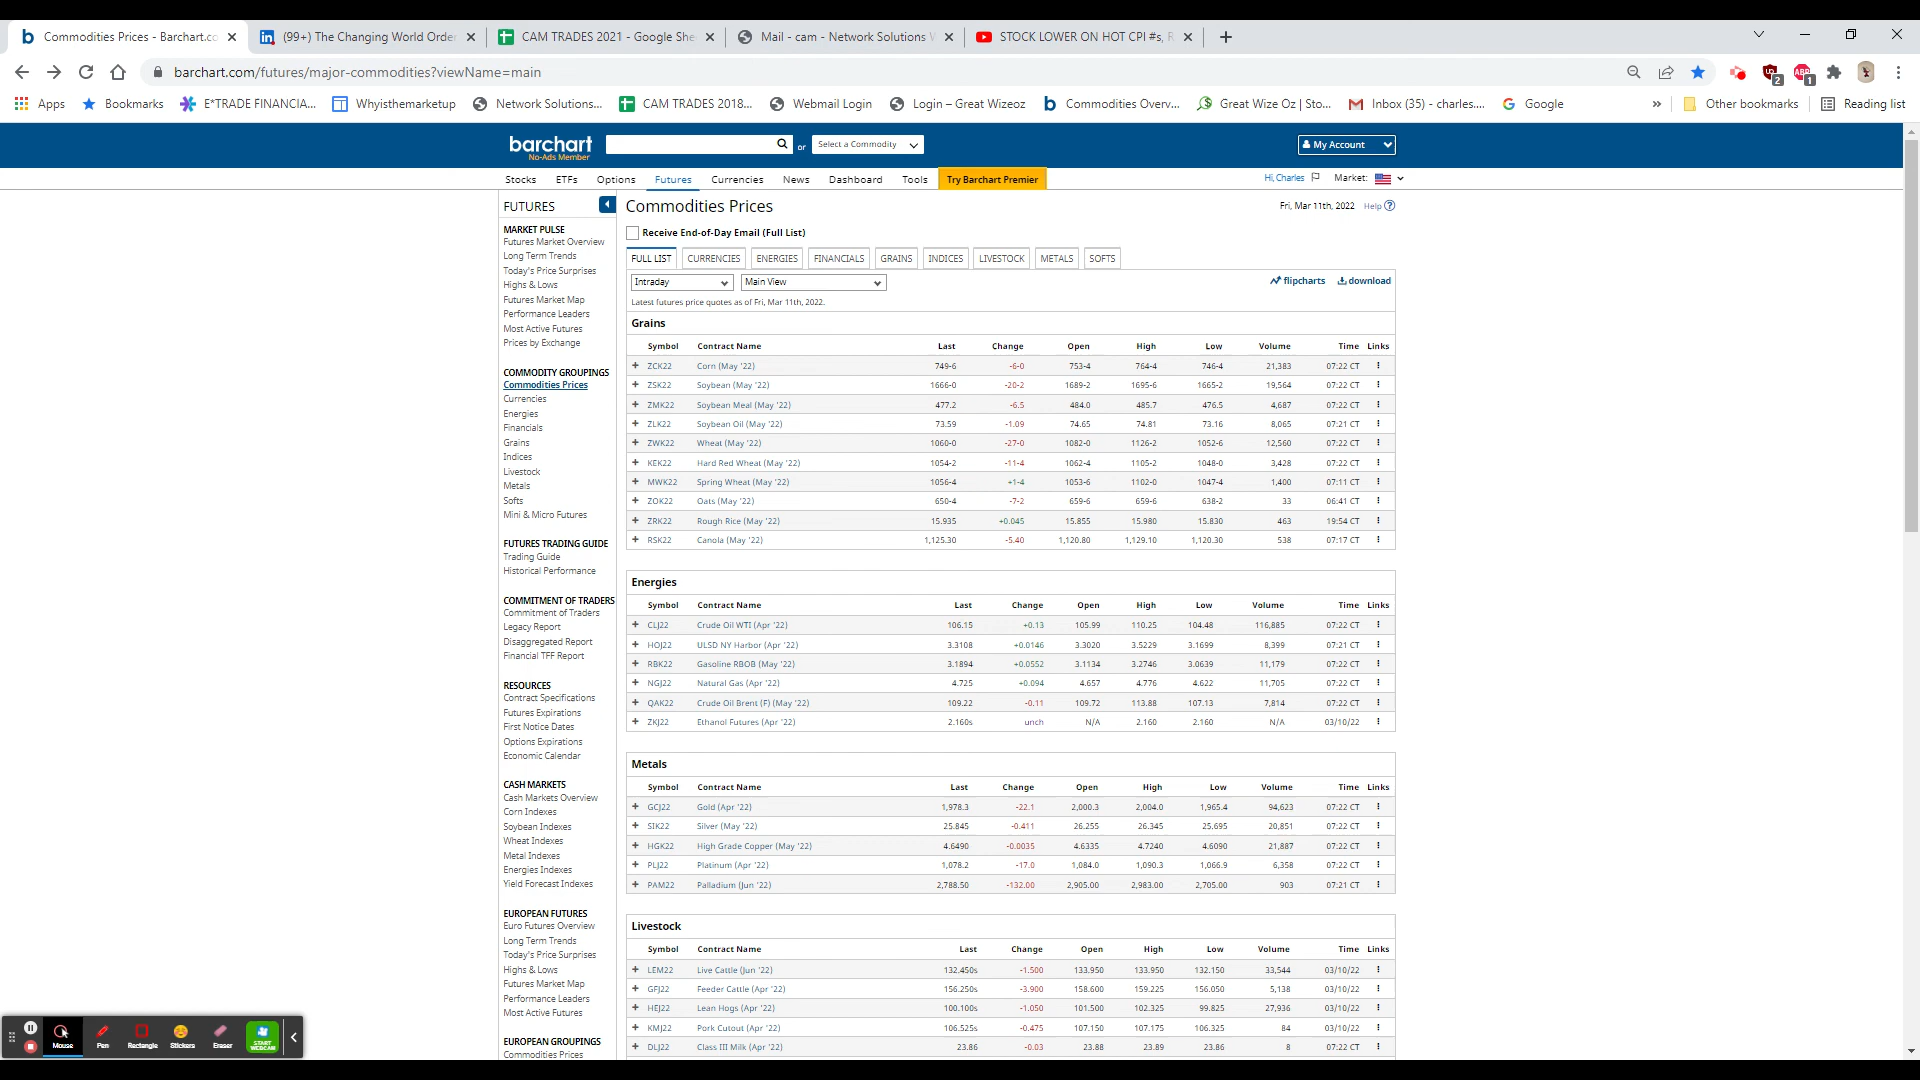 Commodities Prices - Barchart.co
(99+) The Changing World Order
CAM TRADES 2021 - Google She
Mail - cam - Network Solutions W
STOCK LOWER ON HOT CPI #s, R
barchart.com/futures/major-commodities?viewName=main
2
1
Apps Bookmarks E*TRADE FINANCIA... Whyisthemarketup Network Solutions... CAM TRADES 2018... Webmail Login Login – Great Wizeoz Commodities Overv... Great Wize Oz | Sto... Inbox (35) - charles.... Google » Other bookmarks Reading list
barchart
No-Ads Member
or
Select a Commodity
My Account
Stocks ETFs Options Futures Currencies News Dashboard Tools Try Barchart Premier
Hi, Charles Market:
FUTURES
MARKET PULSE
Futures Market Overview
Long Term Trends
Today's Price Surprises
Highs & Lows
Futures Market Map
Performance Leaders
Most Active Futures
Prices by Exchange
COMMODITY GROUPINGS
Commodities Prices
Currencies
Energies
Financials
Grains
Indices
Livestock
Metals
Softs
Mini & Micro Futures
FUTURES TRADING GUIDE
Trading Guide
Historical Performance
COMMITMENT OF TRADERS
Commitment of Traders
Legacy Report
Disaggregated Report
Financial TFF Report
RESOURCES
Contract Specifications
Futures Expirations
First Notice Dates
Options Expirations
Economic Calendar
CASH MARKETS
Cash Markets Overview
Corn Indexes
Soybean Indexes
Wheat Indexes
Metal Indexes
Energies Indexes
Yield Forecast Indexes
EUROPEAN FUTURES
Euro Futures Overview
Long Term Trends
Today's Price Surprises
Highs & Lows
Futures Market Map
Performance Leaders
Most Active Futures
EUROPEAN GROUPINGS
Commodities Prices
Commodities Prices
Fri, Mar 11th, 2022 Help
Receive End-of-Day Email (Full List)
FULL LIST CURRENCIES ENERGIES FINANCIALS GRAINS INDICES LIVESTOCK METALS SOFTS
Intraday Main View flipcharts download
Latest futures price quotes as of Fri, Mar 11th, 2022.
Grains
Symbol Contract Name Last Change Open High Low Volume Time Links
+ ZCK22 Corn (May '22) 749-6 -6-0 753-4 764-4 746-4 21,383 07:22 CT
+ ZSK22 Soybean (May '22) 1666-0 -20-2 1689-2 1695-6 1665-2 19,564 07:22 CT
+ ZMK22 Soybean Meal (May '22) 477.2 -6.5 484.0 485.7 476.5 4,687 07:22 CT
+ ZLK22 Soybean Oil (May '22) 73.59 -1.09 74.65 74.81 73.16 8,065 07:21 CT
+ ZWK22 Wheat (May '22) 1060-0 -27-0 1082-0 1126-2 1052-6 12,560 07:22 CT
+ KEK22 Hard Red Wheat (May '22) 1054-2 -11-4 1062-4 1105-2 1048-0 3,428 07:22 CT
+ MWK22 Spring Wheat (May '22) 1056-4 +1-4 1053-6 1102-0 1047-4 1,400 07:11 CT
+ ZOK22 Oats (May '22) 650-4 -7-2 659-6 659-6 638-2 33 06:41 CT
+ ZRK22 Rough Rice (May '22) 15.935 +0.045 15.855 15.980 15.830 463 19:54 CT
+ RSK22 Canola (May '22) 1,125.30 -5.40 1,120.80 1,129.10 1,120.30 538 07:17 CT
Energies
Symbol Contract Name Last Change Open High Low Volume Time Links
+ CLJ22 Crude Oil WTI (Apr '22) 106.15 +0.13 105.99 110.25 104.48 116,885 07:22 CT
+ HOJ22 ULSD NY Harbor (Apr '22) 3.3108 +0.0146 3.3020 3.5229 3.1699 8,399 07:21 CT
+ RBK22 Gasoline RBOB (May '22) 3.1894 +0.0552 3.1134 3.2746 3.0639 11,179 07:22 CT
+ NGJ22 Natural Gas (Apr '22) 4.725 +0.094 4.657 4.776 4.622 11,705 07:22 CT
+ QAK22 Crude Oil Brent (F) (May '22) 109.22 -0.11 109.72 113.88 107.13 7,814 07:22 CT
+ ZKJ22 Ethanol Futures (Apr '22) 2.160s unch N/A 2.160 2.160 N/A 03/10/22
Metals
Symbol Contract Name Last Change Open High Low Volume Time Links
+ GCJ22 Gold (Apr '22) 1,978.3 -22.1 2,000.3 2,004.0 1,965.4 94,623 07:22 CT
+ SIK22 Silver (May '22) 25.845 -0.411 26.255 26.345 25.695 20,851 07:22 CT
+ HGK22 High Grade Copper (May '22) 4.6490 -0.0035 4.6335 4.7240 4.6090 21,887 07:22 CT
+ PLJ22 Platinum (Apr '22) 1,078.2 -17.0 1,084.0 1,090.3 1,066.9 6,358 07:22 CT
+ PAM22 Palladium (Jun '22) 2,788.50 -132.00 2,905.00 2,983.00 2,705.00 903 07:21 CT
Livestock
Symbol Contract Name Last Change Open High Low Volume Time Links
+ LEM22 Live Cattle (Jun '22) 132.450s -1.500 133.950 133.950 132.150 33,544 03/10/22
+ GFJ22 Feeder Cattle (Apr '22) 156.250s -3.900 158.600 159.225 156.050 5,138 03/10/22
+ HEJ22 Lean Hogs (Apr '22) 100.100s -1.050 101.500 102.325 99.825 27,936 03/10/22
+ KMJ22 Pork Cutout (Apr '22) 106.525s -0.475 107.150 107.175 106.325 84 03/10/22
+ DLJ22 Class III Milk (Apr '22) 23.86 -0.03 23.88 23.89 23.86 8 07:22 CT
Mouse Pen Rectangle Stickers Eraser START WEBCAM